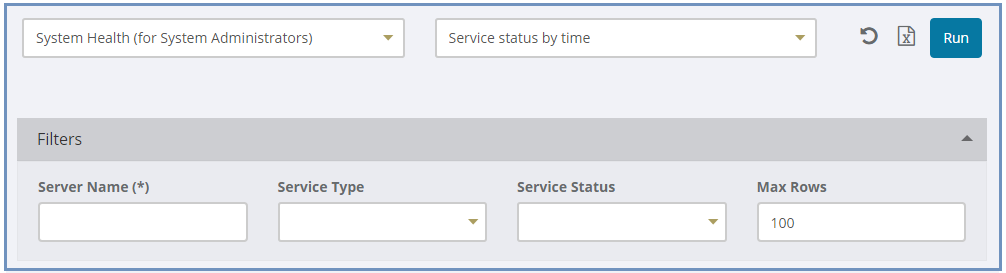 System Health (for System Administrators)
Service status by time
Run
Filters
Server Name (*)
Service Type
Service Status
Max Rows
100